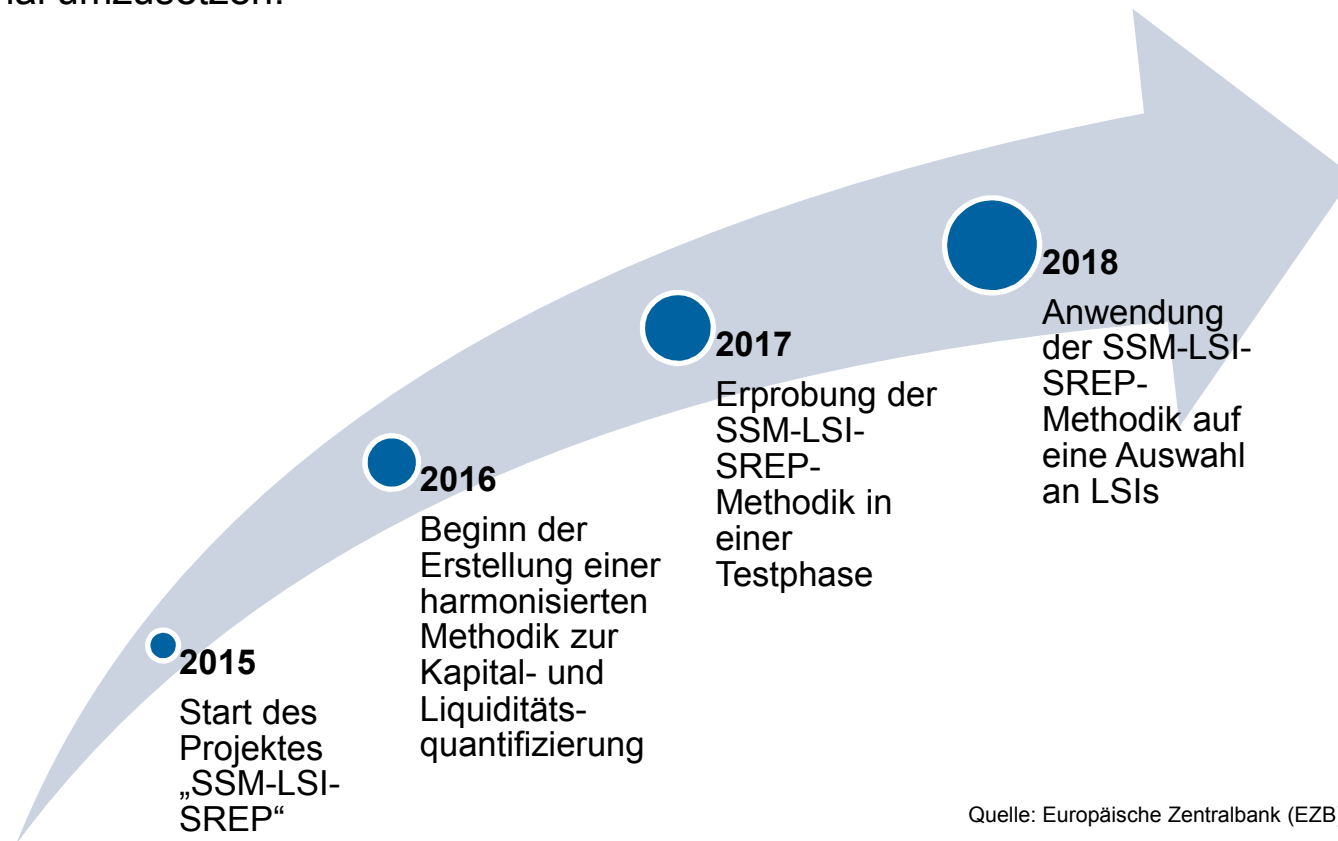 umzusetzen.
2018
Anwendung
der SSM-LSI-
SREP-
Methodik auf
eine Auswahl
an LSIs
2017
Erprobung der
SSM-LSI-
SREP-
Methodik in
einer
Testphase
2016
Beginn der
Erstellung einer
harmonisierten
Methodik zur
Kapital- und
Liquiditäts-
quantifizierung
2015
Start des
Projektes
„SSM-LSI-
SREP“
Quelle: Europäische Zentralbank (EZB)